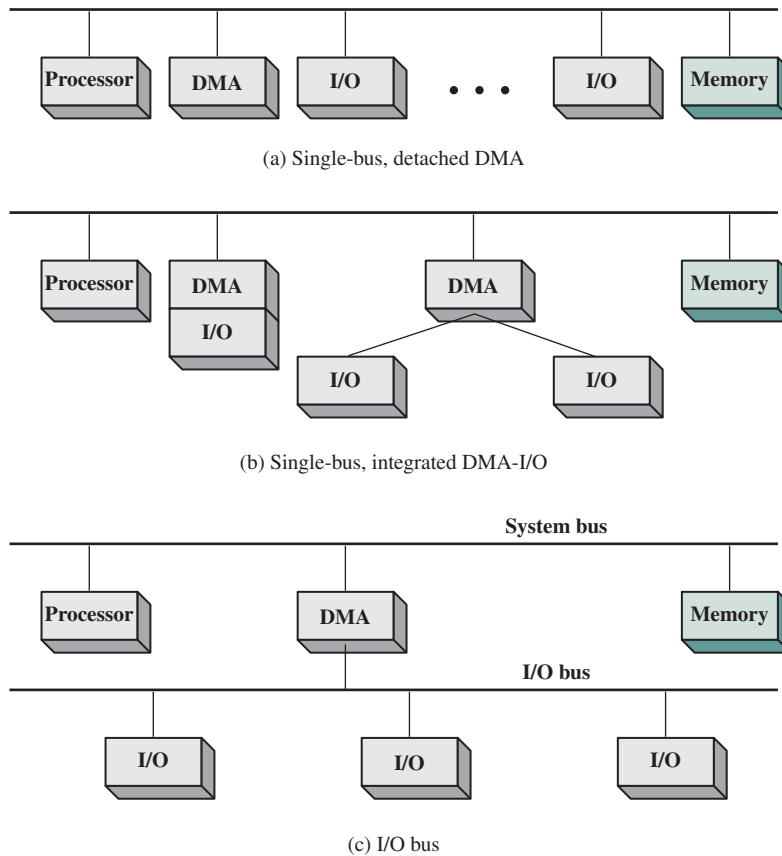 Processor DMA I/O • • • I/O Memory
(a) Single-bus, detached DMA
Processor DMA DMA Memory
I/O
I/O I/O
(b) Single-bus, integrated DMA-I/O
System bus
Processor DMA Memory
I/O bus
I/O I/O I/O
(c) I/O bus